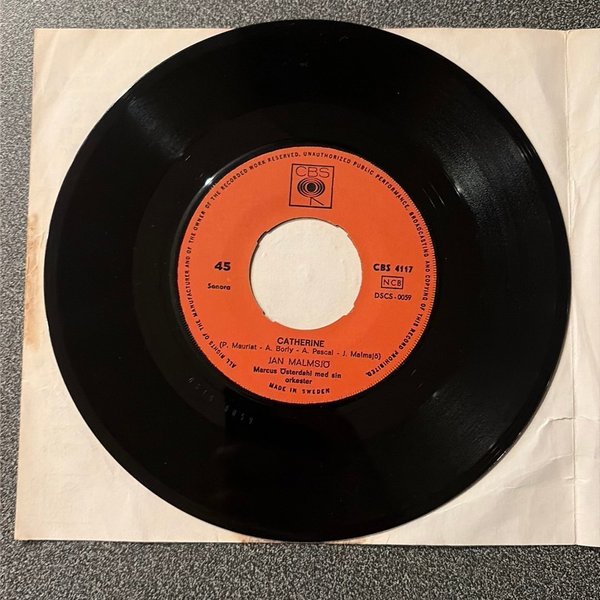 ALL RIGHTS OF THE MANUFACTURER AND OF THE OWNER OF THE RECORDED WORK RESERVED. UNAUTHORIZED PUBLIC PERFORMANCE, BROADCASTING AND COPYING OF THIS RECORD PROHIBITED.
CBS
45
Sonora
CBS 4117
NCB
DSCS-0059
CATHERINE
(P. Mauriat - A. Borly - A. Pascal - J. Malmsjö)
JAN MALMSJÖ
Marcus Österdahl med sin
orkester
MADE IN SWEDEN